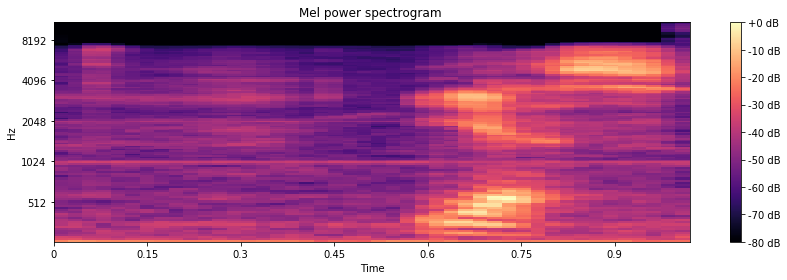 Mel power spectrogram
Hz
8192
4096
2048
1024
512
0 0.15 0.3 0.45 0.6 0.75 0.9
Time
+0 dB
-10 dB
-20 dB
-30 dB
-40 dB
-50 dB
-60 dB
-70 dB
-80 dB